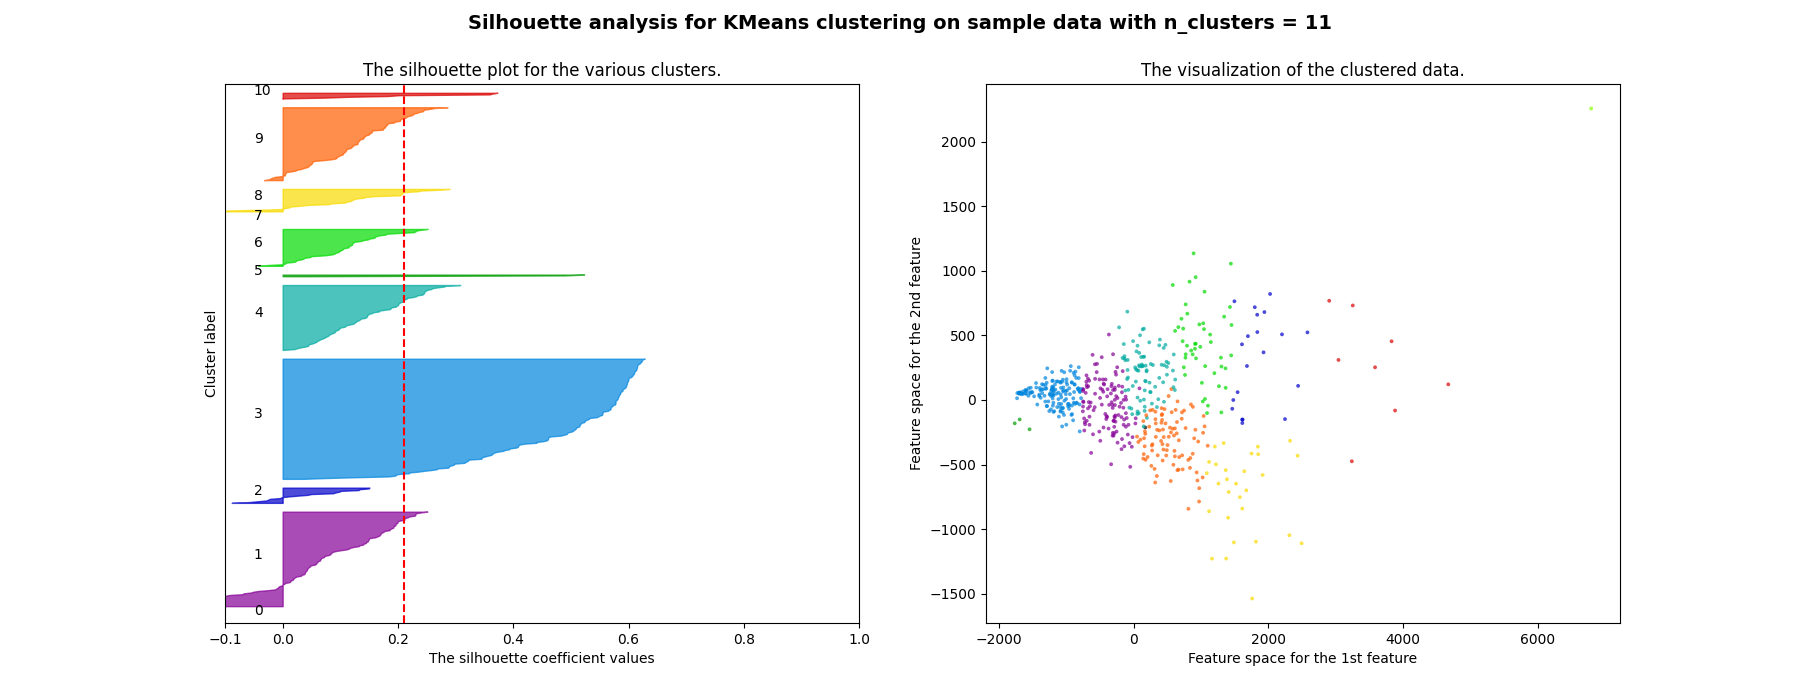 Silhouette analysis for KMeans clustering on sample data with n_clusters = 11
The silhouette plot for the various clusters.
Cluster label
10
9
8
7
6
5
4
3
2
1
0
−0.1 0.0 0.2 0.4 0.6 0.8 1.0
The silhouette coefficient values
The visualization of the clustered data.
Feature space for the 2nd feature
2000
1500
1000
500
0
−500
−1000
−1500
−2000 0 2000 4000 6000
Feature space for the 1st feature